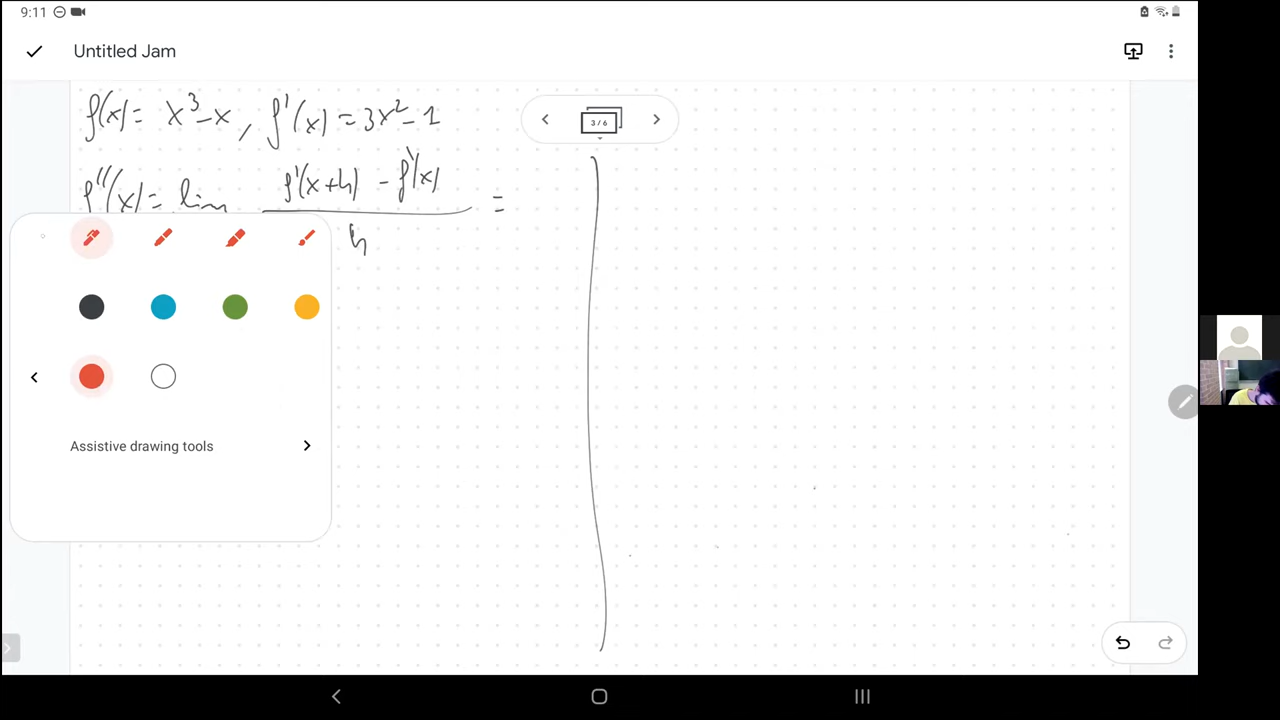 9:11
Untitled Jam
f(x) = x³-x, f'(x) = 3x²-1
3 / 6
f''(x) = lim f'(x+h) - f'(x) =
h
Assistive drawing tools